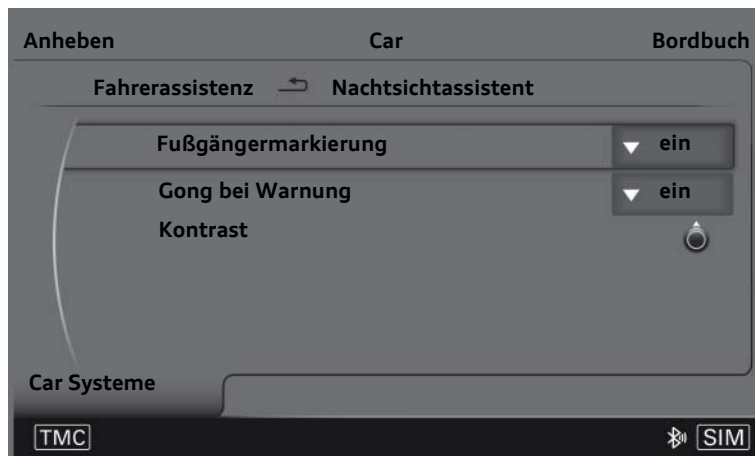 Anheben Car Bordbuch
Fahrerassistenz Nachtsichtassistent
Fußgängermarkierung ein
Gong bei Warnung ein
Kontrast
Car Systeme
TMC SIM